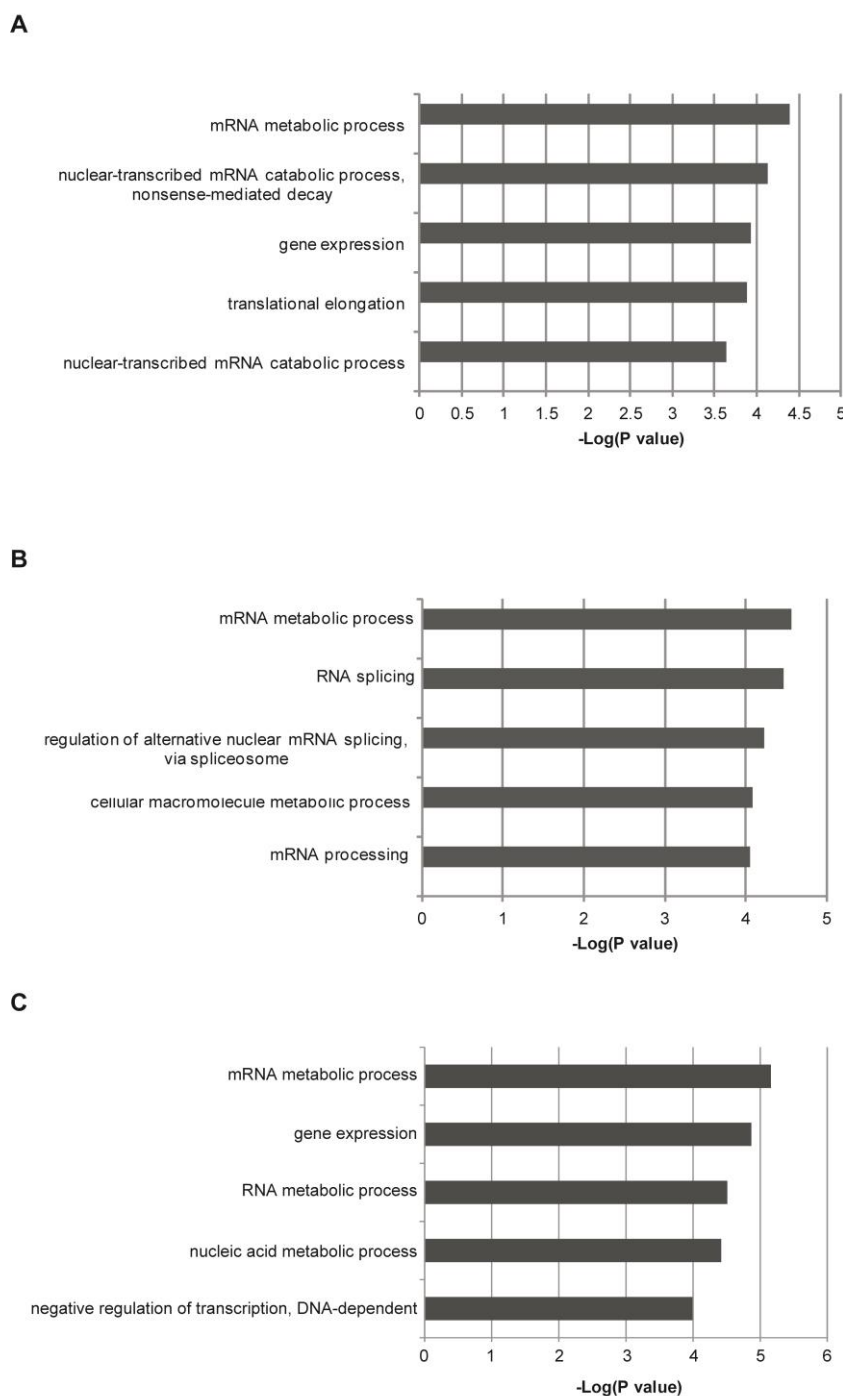 A
mRNA metabolic process
nuclear-transcribed mRNA catabolic process,
nonsense-mediated decay
gene expression
translational elongation
nuclear-transcribed mRNA catabolic process
0 0.5 1 1.5 2 2.5 3 3.5 4 4.5 5
-Log(P value)
B
mRNA metabolic process
RNA splicing
regulation of alternative nuclear mRNA splicing,
via spliceosome
cellular macromolecule metabolic process
mRNA processing
0 1 2 3 4 5
-Log(P value)
C
mRNA metabolic process
gene expression
RNA metabolic process
nucleic acid metabolic process
negative regulation of transcription, DNA-dependent
0 1 2 3 4 5 6
-Log(P value)